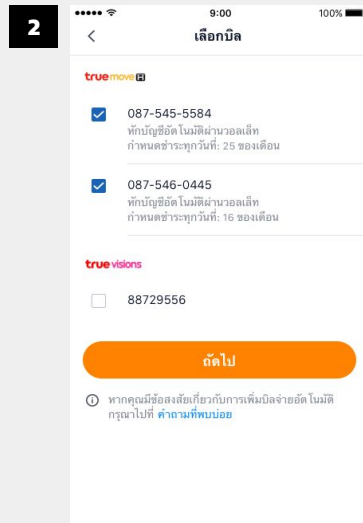 2
9:00
100%
เลือกบิล
true move H
087-545-5584
หักบัญชีอัตโนมัติผ่านวอลเล็ท
กำหนดชำระทุกวันที่: 25 ของเดือน
087-546-0445
หักบัญชีอัตโนมัติผ่านวอลเล็ท
กำหนดชำระทุกวันที่: 16 ของเดือน
true visions
88729556
ถัดไป
หากคุณมีข้อสงสัยเกี่ยวกับการเพิ่มบิลจ่ายอัตโนมัติ
กรุณาไปที่ คำถามที่พบบ่อย